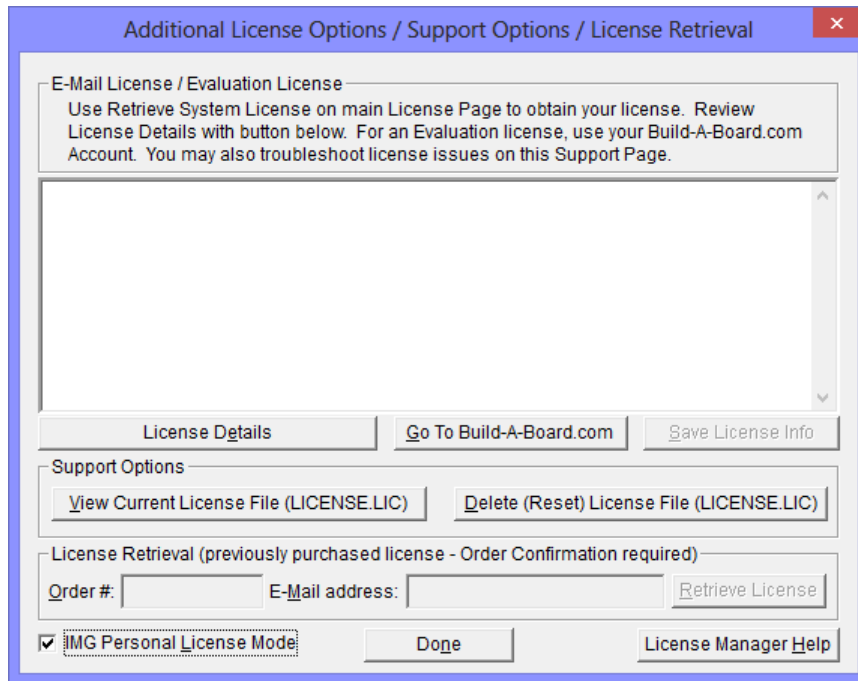 Additional License Options / Support Options / License Retrieval
E-Mail License / Evaluation License
Use Retrieve System License on main License Page to obtain your license. Review
License Details with button below. For an Evaluation license, use your Build-A-Board.com
Account. You may also troubleshoot license issues on this Support Page.
License Details Go To Build-A-Board.com Save License Info
Support Options
View Current License File (LICENSE.LIC) Delete (Reset) License File (LICENSE.LIC)
License Retrieval (previously purchased license - Order Confirmation required)
Order #: E-Mail address: Retrieve License
IMG Personal License Mode Done License Manager Help